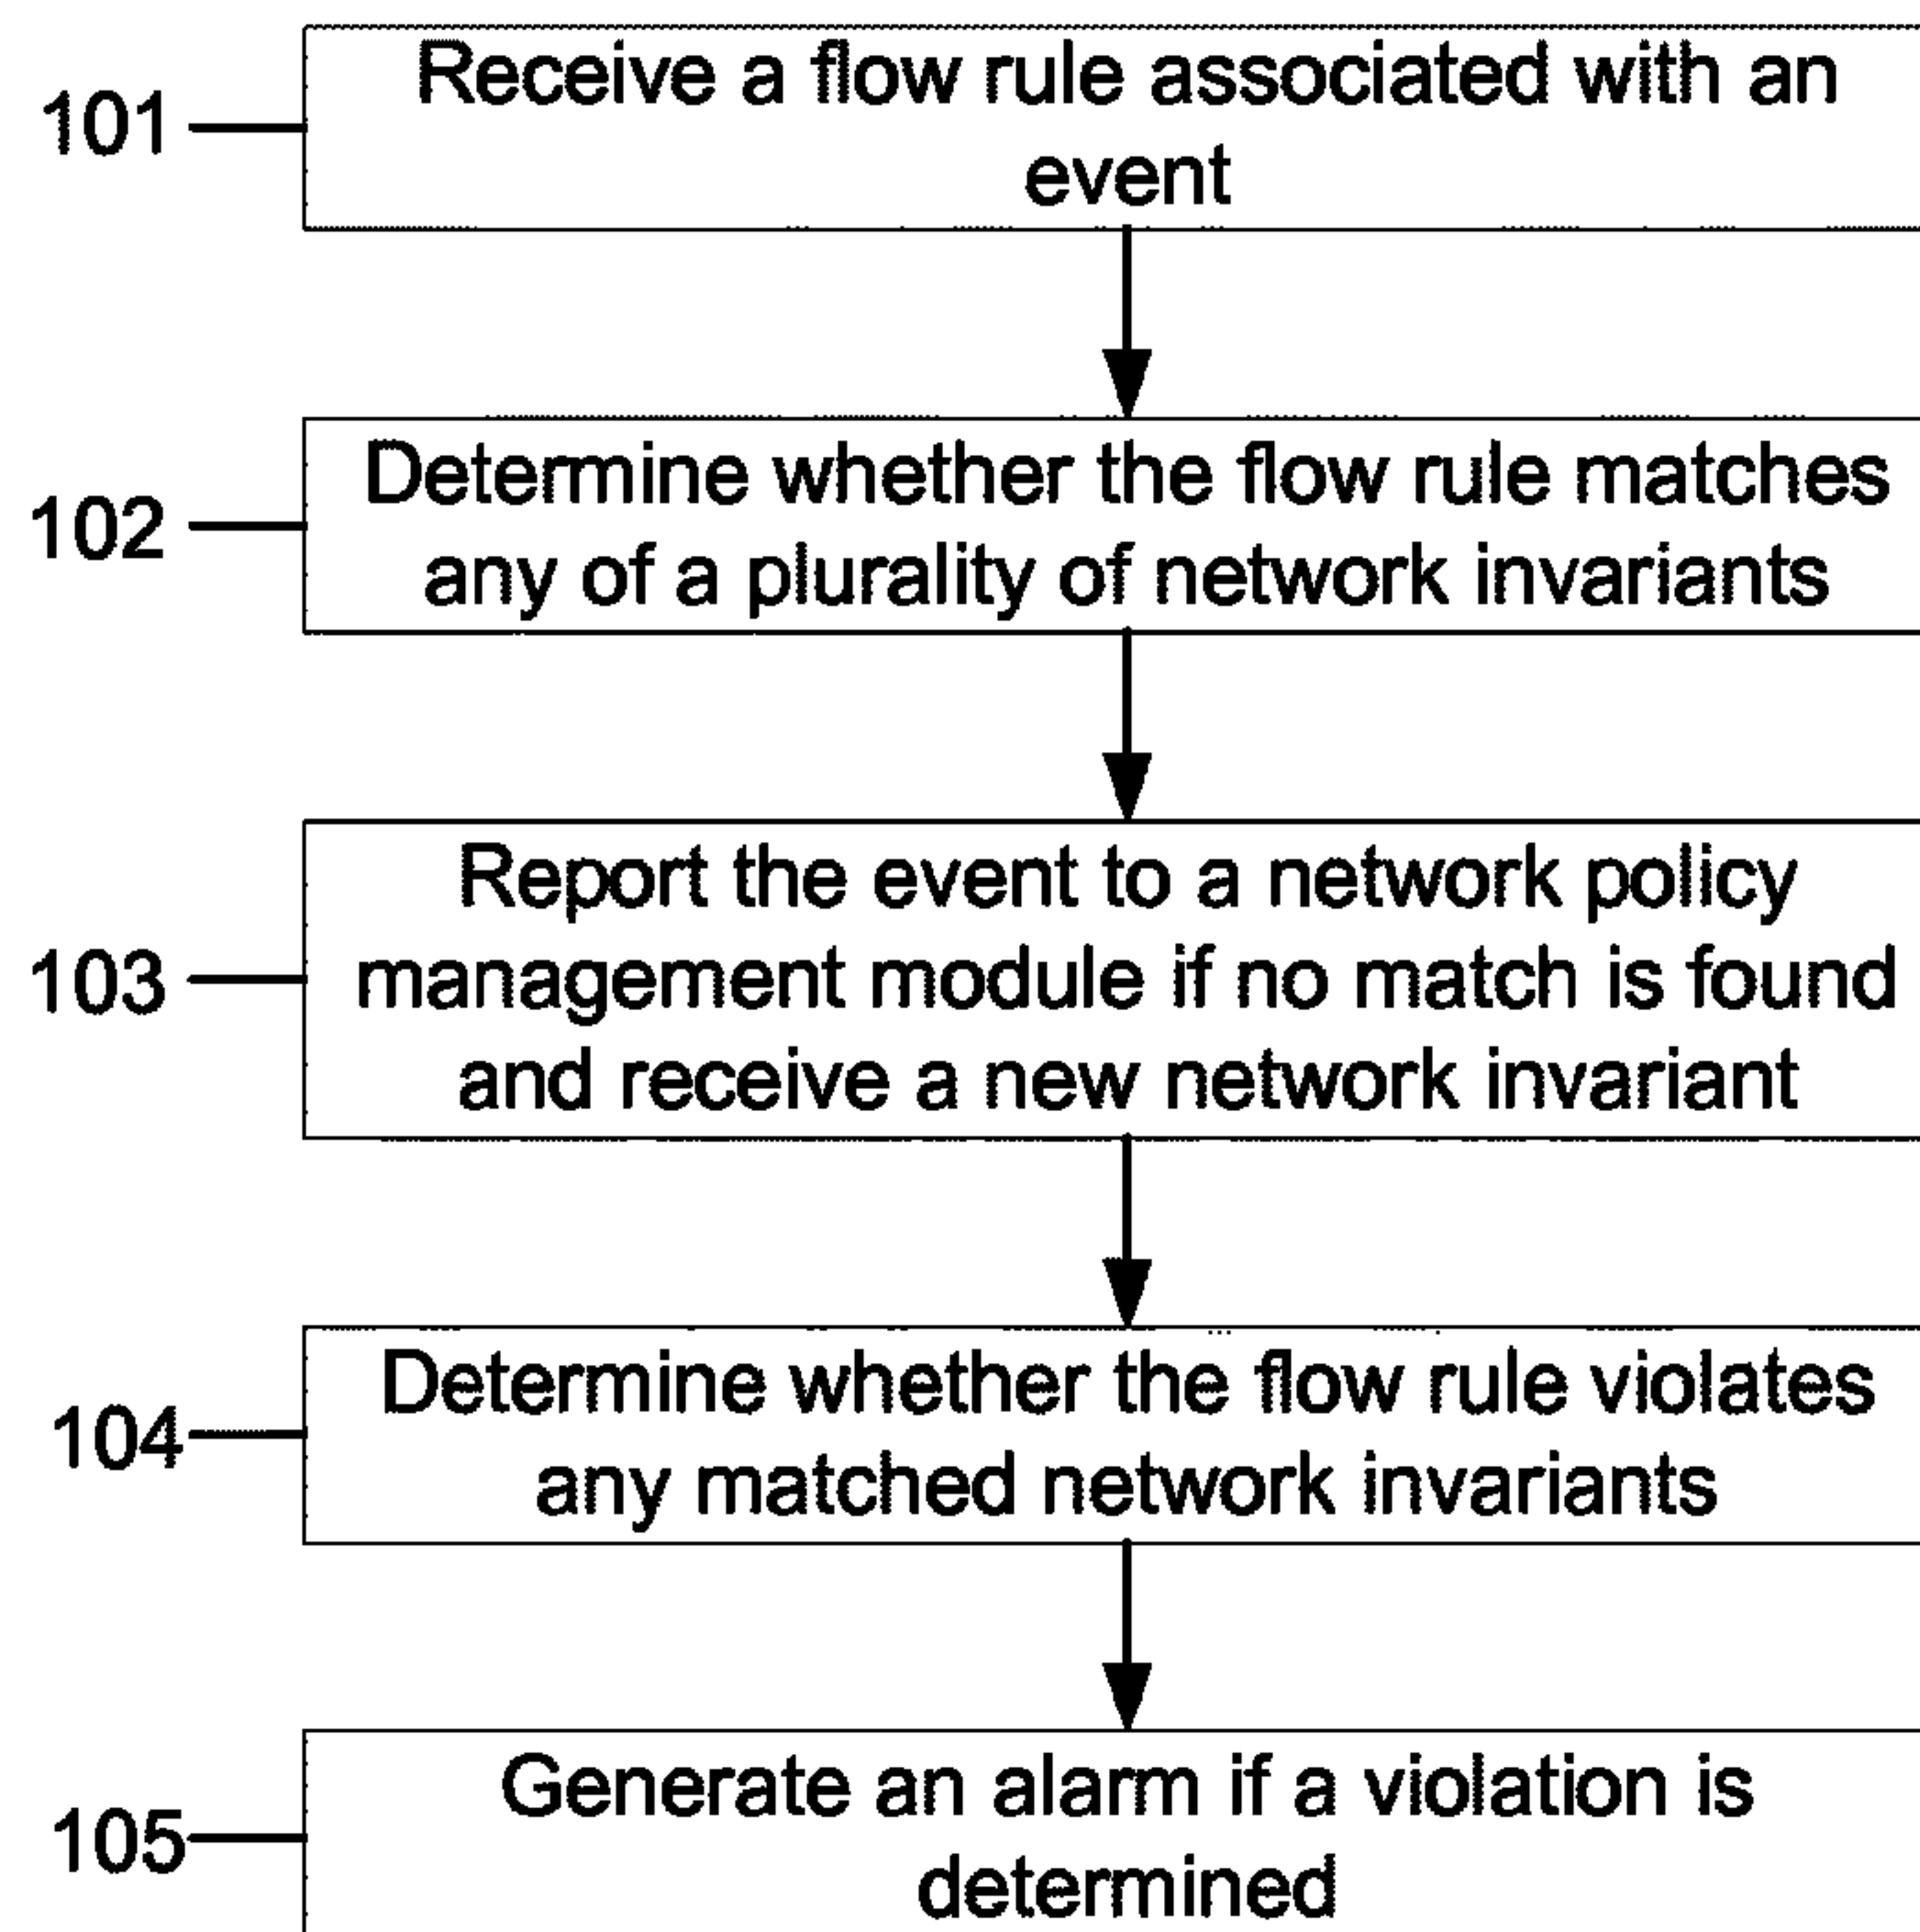 101
Receive a flow rule associated with an
event
102
Determine whether the flow rule matches
any of a plurality of network invariants
103
Report the event to a network policy
management module if no match is found
and receive a new network invariant
104
Determine whether the flow rule violates
any matched network invariants
105
Generate an alarm if a violation is
determined